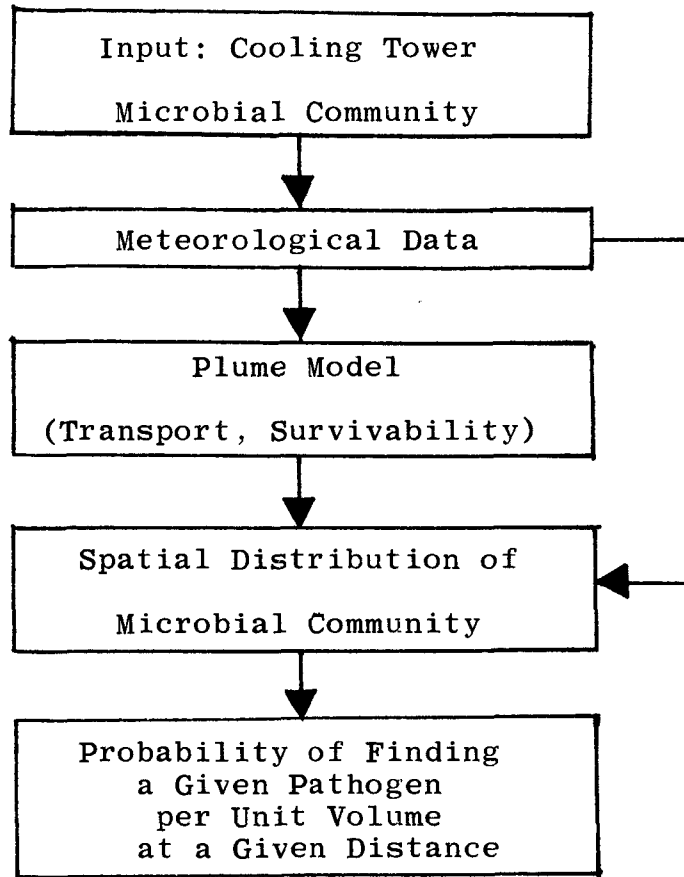 Input: Cooling Tower
Microbial Community
Meteorological Data
Plume Model
(Transport, Survivability)
Spatial Distribution of
Microbial Community
Probability of Finding
a Given Pathogen
per Unit Volume
at a Given Distance